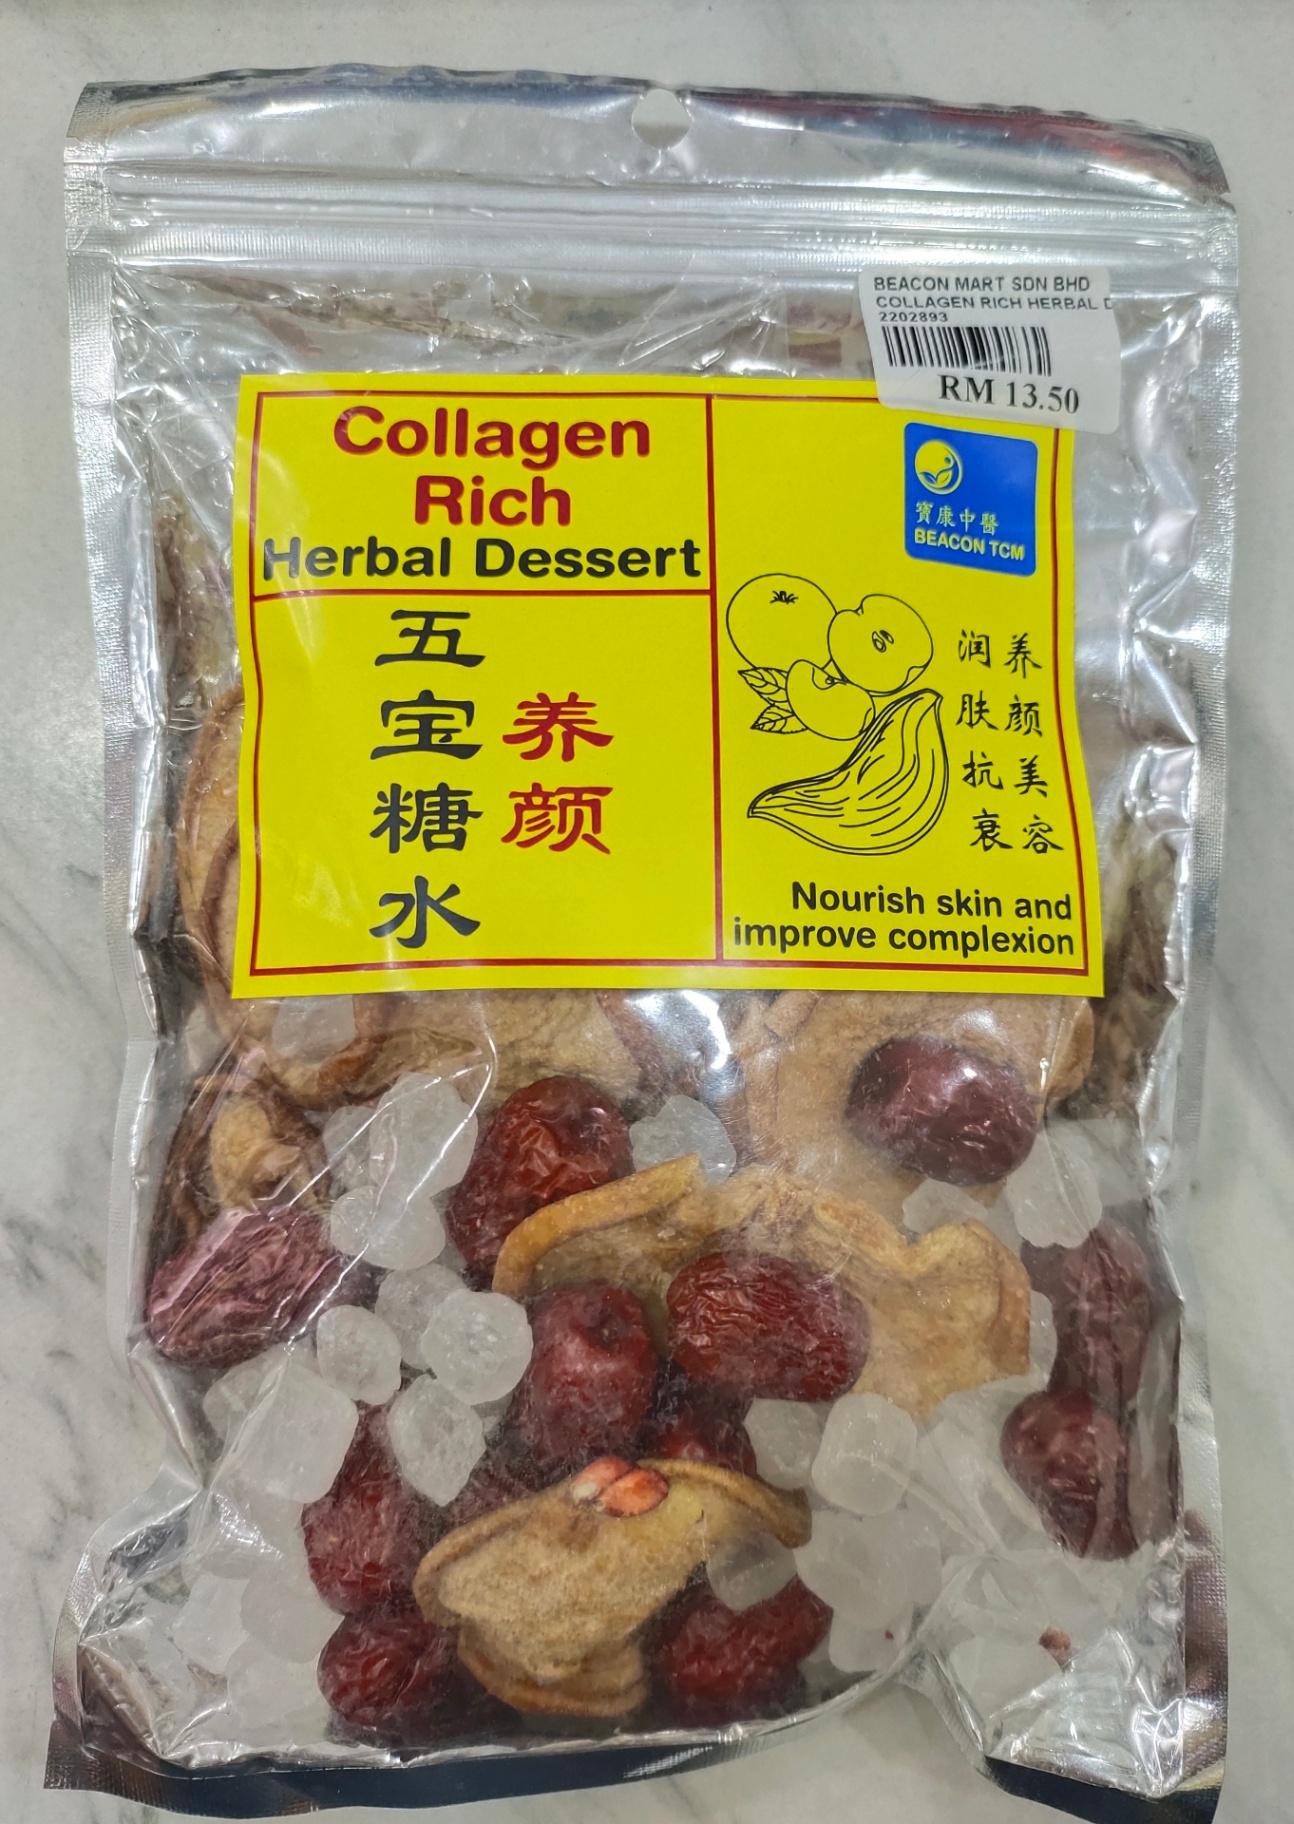 BEACON MART SDN BHD
COLLAGEN RICH HERBAL D
2202893
RM 13.50
Collagen
Rich
Herbal Dessert
養颜
五宝糖水
寶康中醫
BEACON TCM
养颜美容
润肤抗衰
Nourish skin and
improve complexion